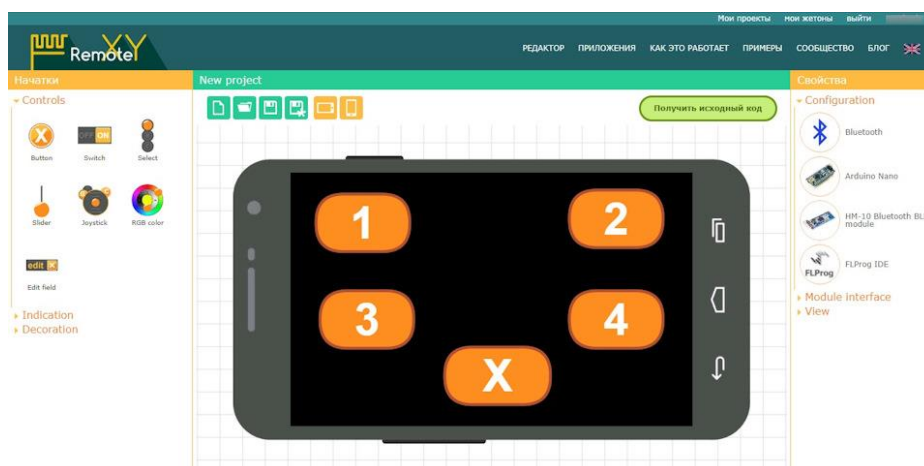 Мои проекты мои жетоны выйти
RemoteXY
РЕДАКТОР ПРИЛОЖЕНИЯ КАК ЭТО РАБОТАЕТ ПРИМЕРЫ СООБЩЕСТВО БЛОГ
Начатки
New project
Свойства
Controls
X
Button
OFF ON
Switch
Select
Slider
Joystick
RGB color
edit X
Edit field
Indication
Decoration
Получить исходный код
1
2
3
4
X
Configuration
Bluetooth
Arduino Nano
HM-10 Bluetooth BL
module
FLProg
FLProg IDE
Module interface
View